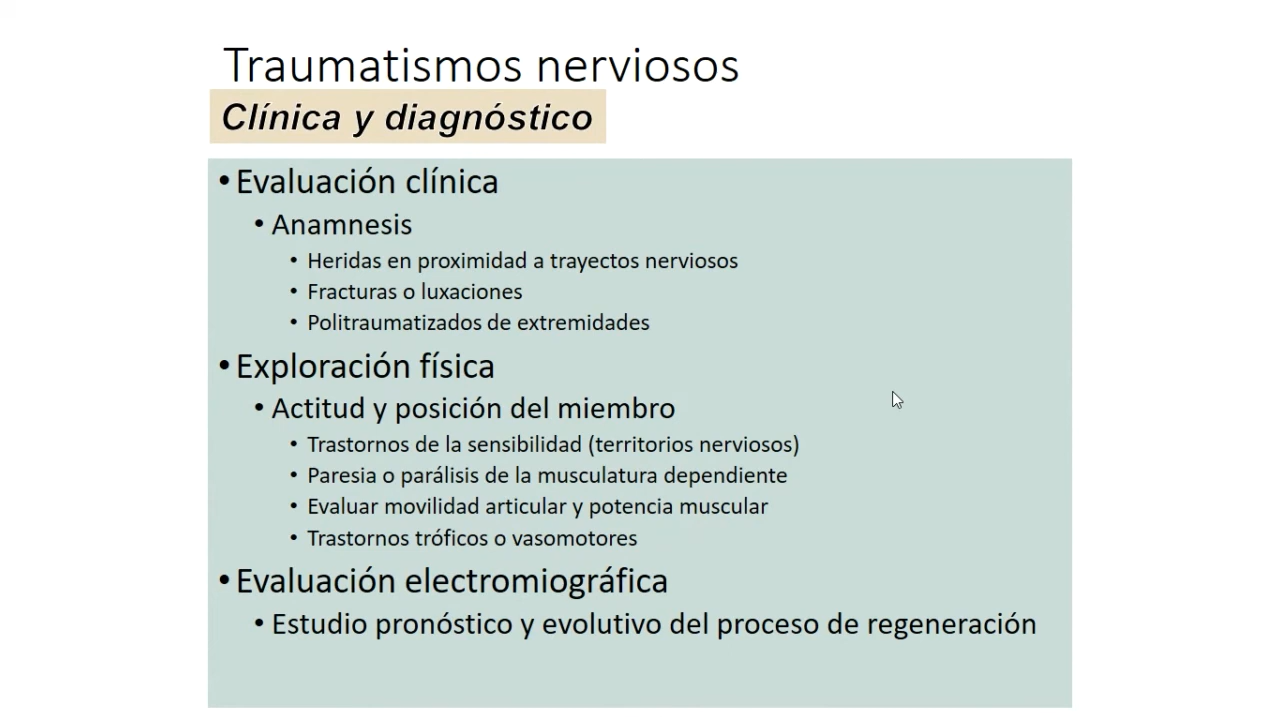 Traumatismos nerviosos
Clínica y diagnóstico
• Evaluación clínica
• Anamnesis
• Heridas en proximidad a trayectos nerviosos
• Fracturas o luxaciones
• Politraumatizados de extremidades
• Exploración física
• Actitud y posición del miembro
• Trastornos de la sensibilidad (territorios nerviosos)
• Paresia o parálisis de la musculatura dependiente
• Evaluar movilidad articular y potencia muscular
• Trastornos tróficos o vasomotores
• Evaluación electromiográfica
• Estudio pronóstico y evolutivo del proceso de regeneración